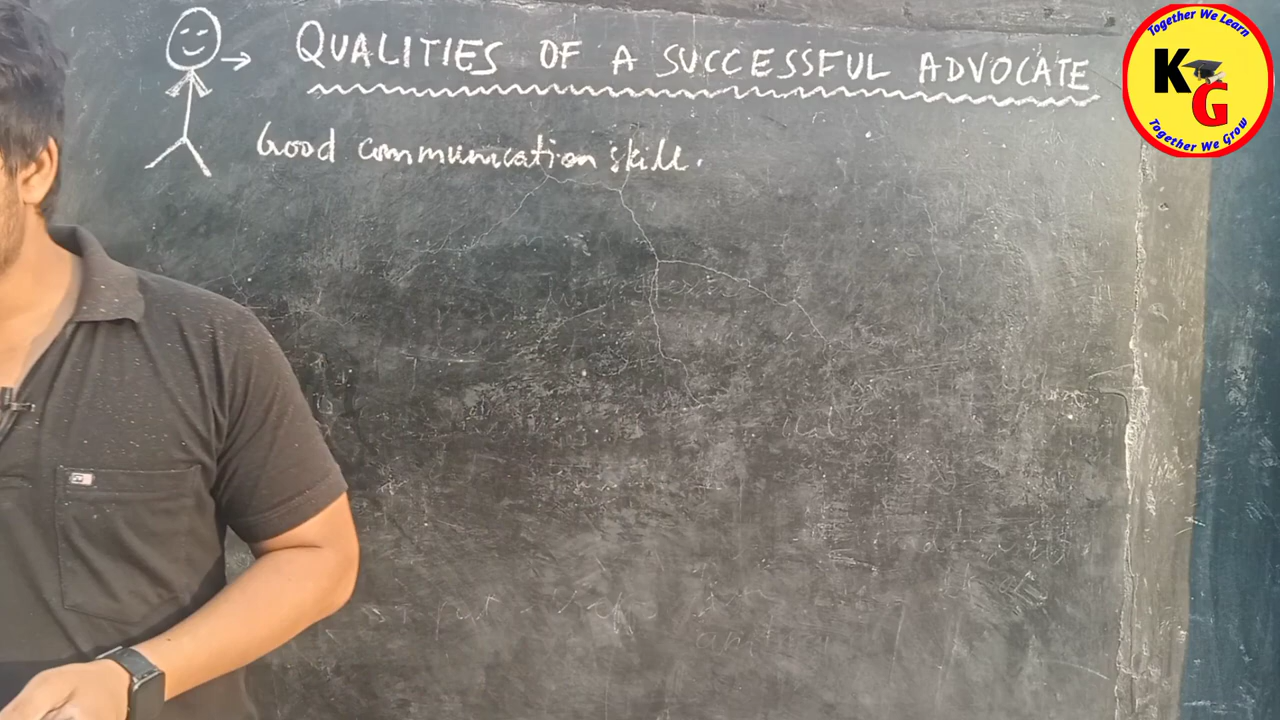 QUALITIES OF A SUCCESSFUL ADVOCATE
Good communication skill.
Together We Learn
KG
Together We Grow